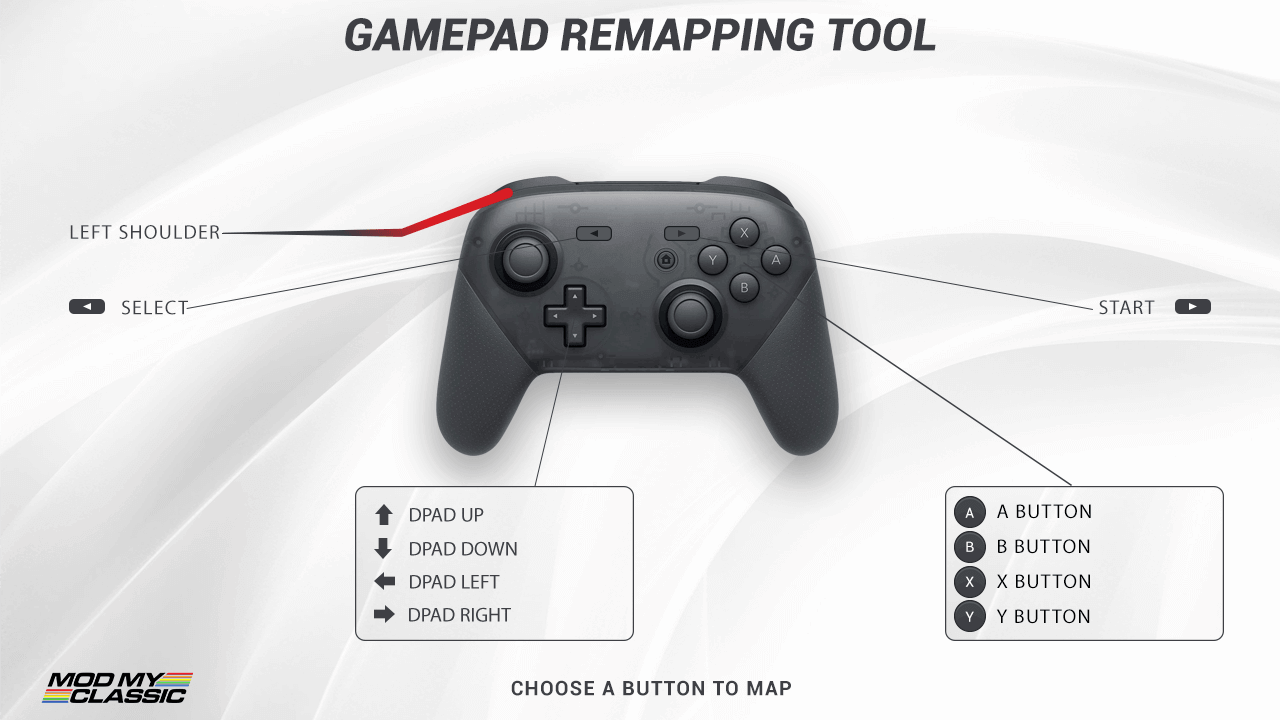 GAMEPAD REMAPPING TOOL
LEFT SHOULDER
SELECT
START
X
Y
A
B
DPAD UP
DPAD DOWN
DPAD LEFT
DPAD RIGHT
A A BUTTON
B B BUTTON
X X BUTTON
Y Y BUTTON
MOD MY
CLASSIC
CHOOSE A BUTTON TO MAP